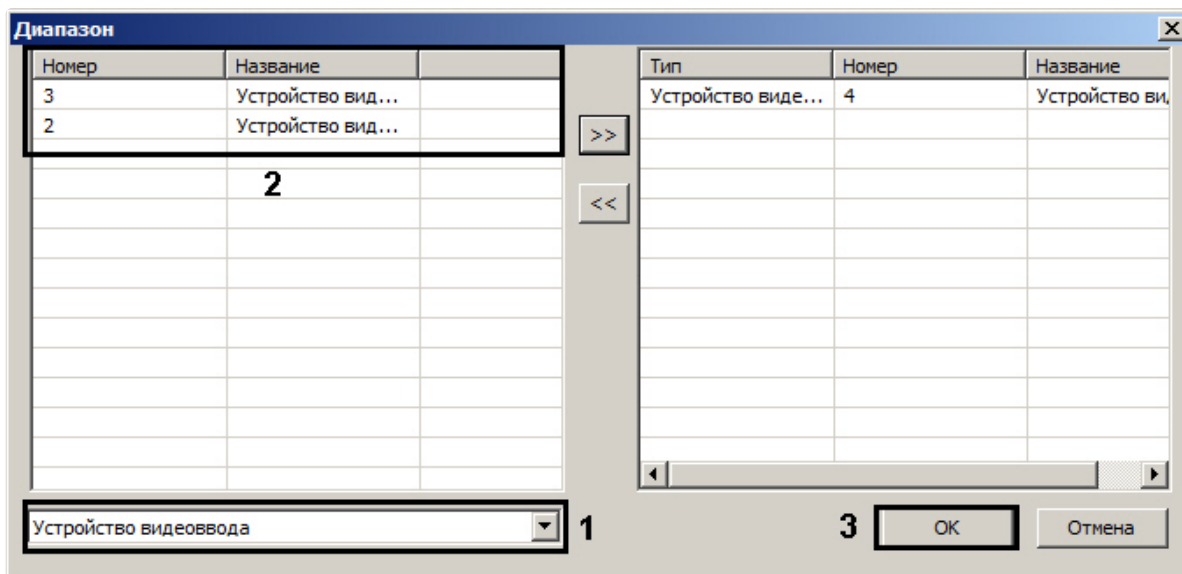 Диапазон
Номер Название Тип Номер Название
3 Устройство вид... Устройство виде... 4 Устройство ви
2 Устройство вид...
>>
2
<<
Устройство видеоввода 1 3 OK Отмена